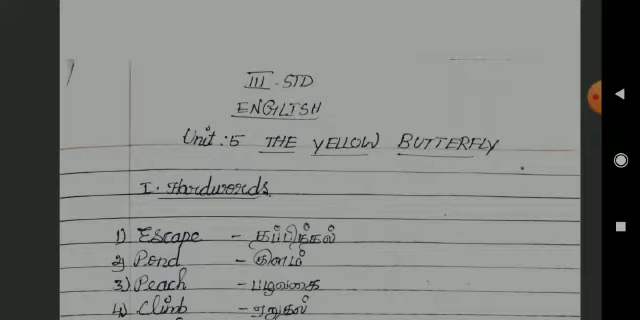 III. STD
ENGLISH
Unit : 5 THE YELLOW BUTTERFLY
I. Hardwords
1) Escape - தப்பித்தல்
2) Pond - குளம்
3) Peach - பழவகை
4) Climb - ஏறுதல்